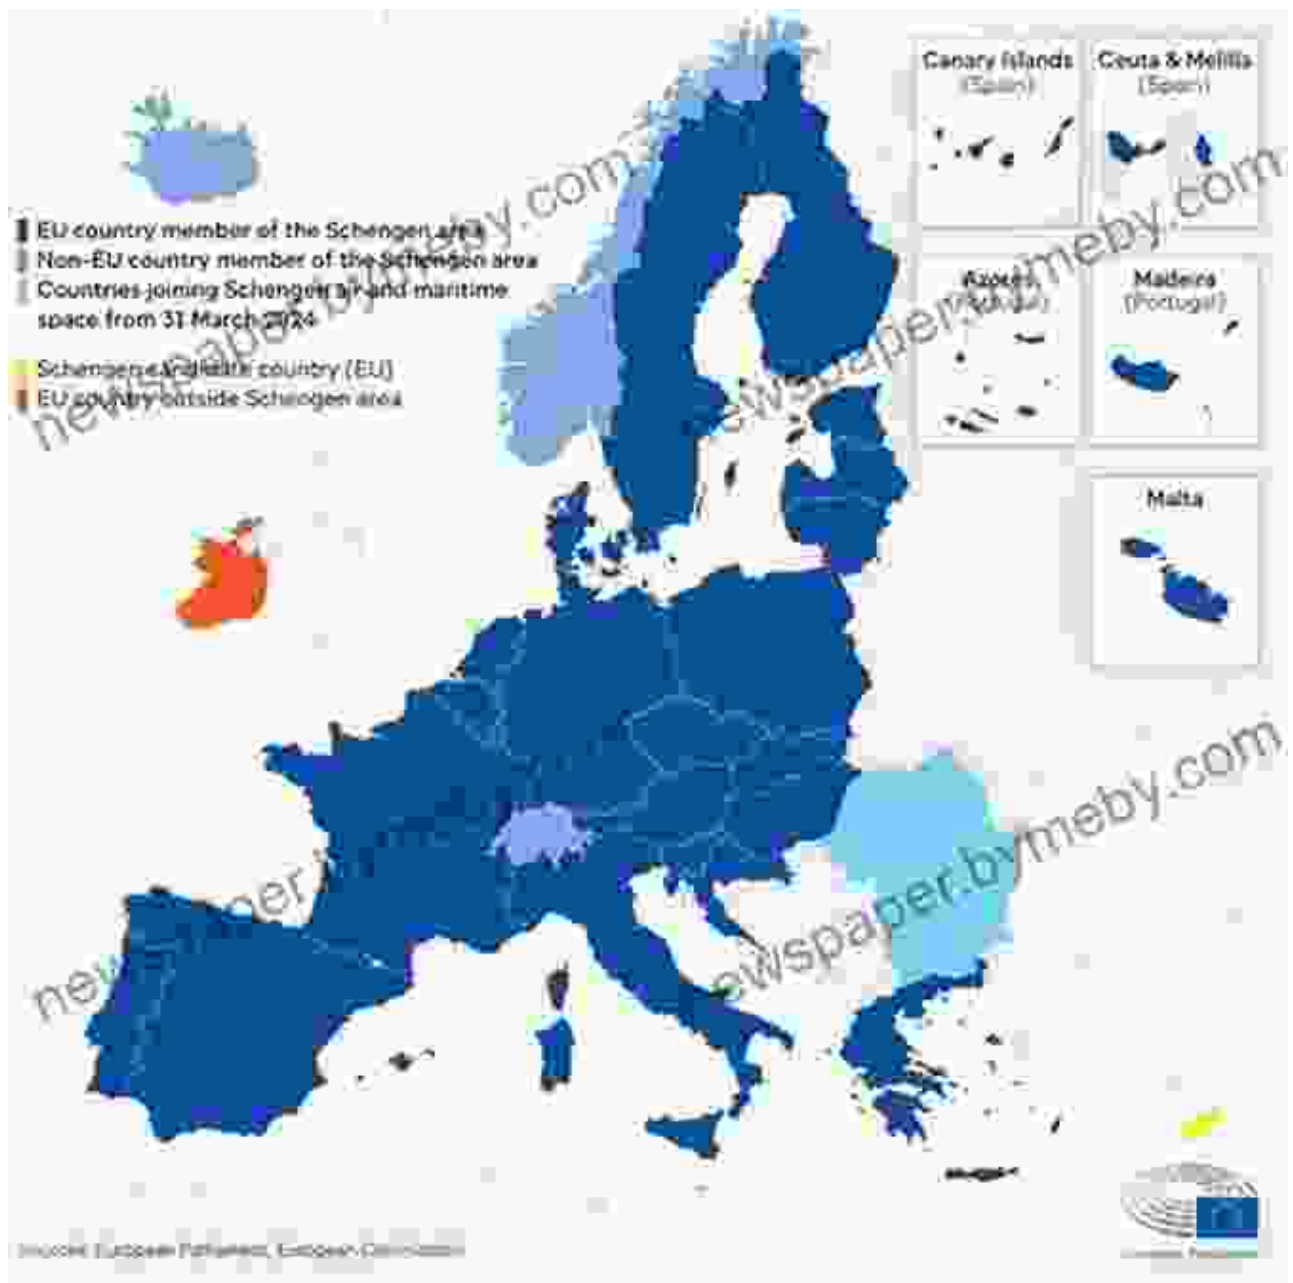 Canary Islands
(Spain)
Ceuta & Melilla
(Spain)
EU country member of the Schengen area
Non-EU country member of the Schengen area
Countries joining Schengen air and maritime
space from 31 March 2024
Schengen candidate country (EU)
EU country outside Schengen area
Azores
(Portugal)
Madeira
(Portugal)
Malta
newspaper.bymeby.com
newspaper.bymeby.com
newspaper.bymeby.com
newspaper.bymeby.com
Sources: European Parliament, European Commission